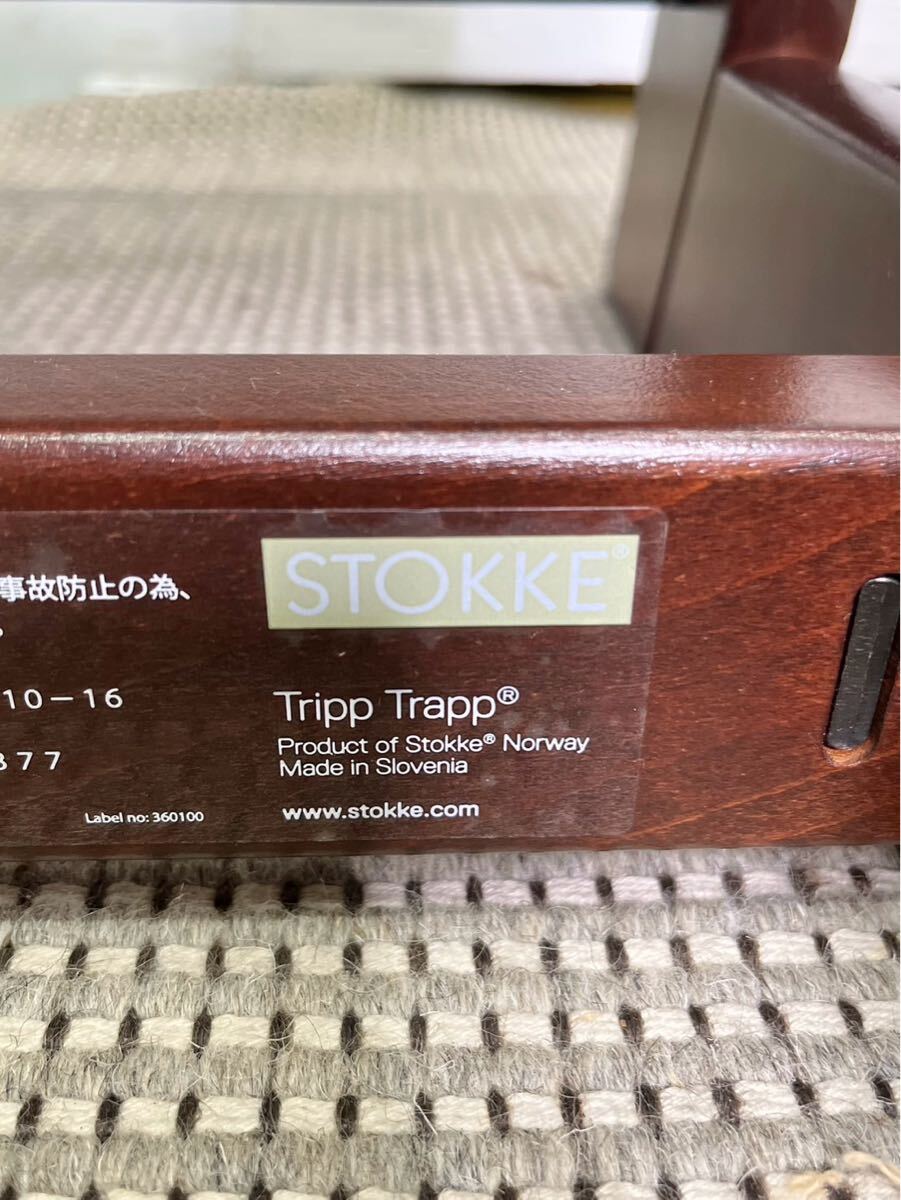 事故防止の為、
STOKKE®
10-16
877
Tripp Trapp®
Product of Stokke® Norway
Made in Slovenia
Label no: 360100
www.stokke.com